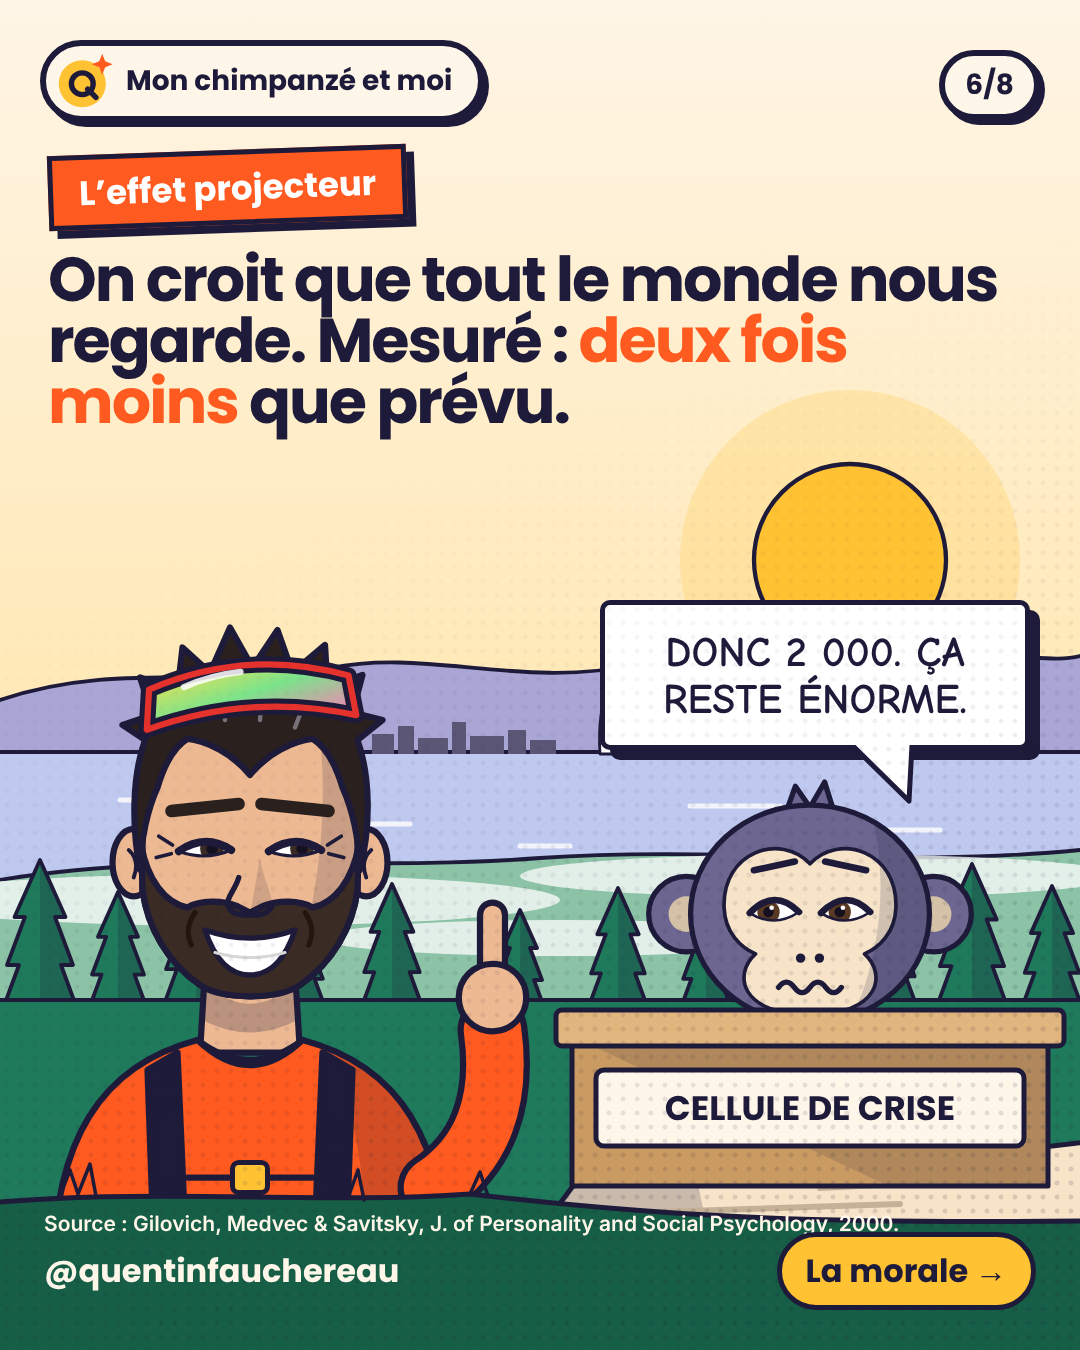 Q
Mon chimpanzé et moi
6/8
L’effet projecteur
On croit que tout le monde nous
regarde. Mesuré : deux fois
moins que prévu.
DONC 2 000. ÇA
RESTE ÉNORME.
CELLULE DE CRISE
Source : Gilovich, Medvec & Savitsky, J. of Personality and Social Psychology, 2000.
@quentinfauchereau
La morale →